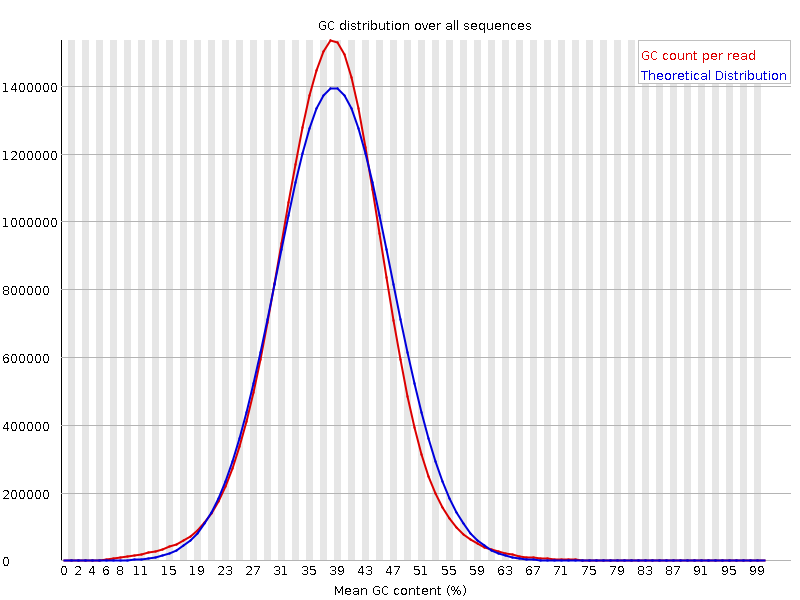 GC distribution over all sequences
GC count per read
Theoretical Distribution
1400000
1200000
1000000
800000
600000
400000
200000
0
0 2 4 6 8 11 15 19 23 27 31 35 39 43 47 51 55 59 63 67 71 75 79 83 87 91 95 99
Mean GC content (%)